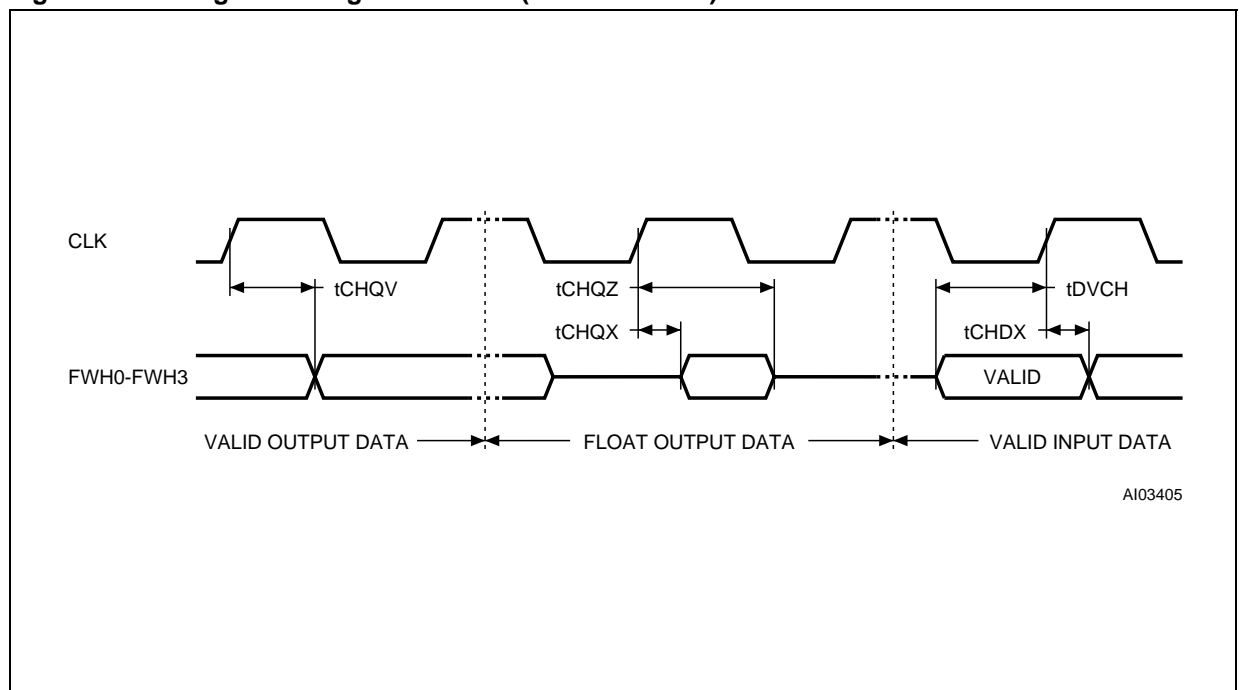 CLK
tCHQV
tCHQZ
tDVCH
tCHQX
tCHDX
FWH0-FWH3
VALID
VALID OUTPUT DATA
FLOAT OUTPUT DATA
VALID INPUT DATA
AI03405